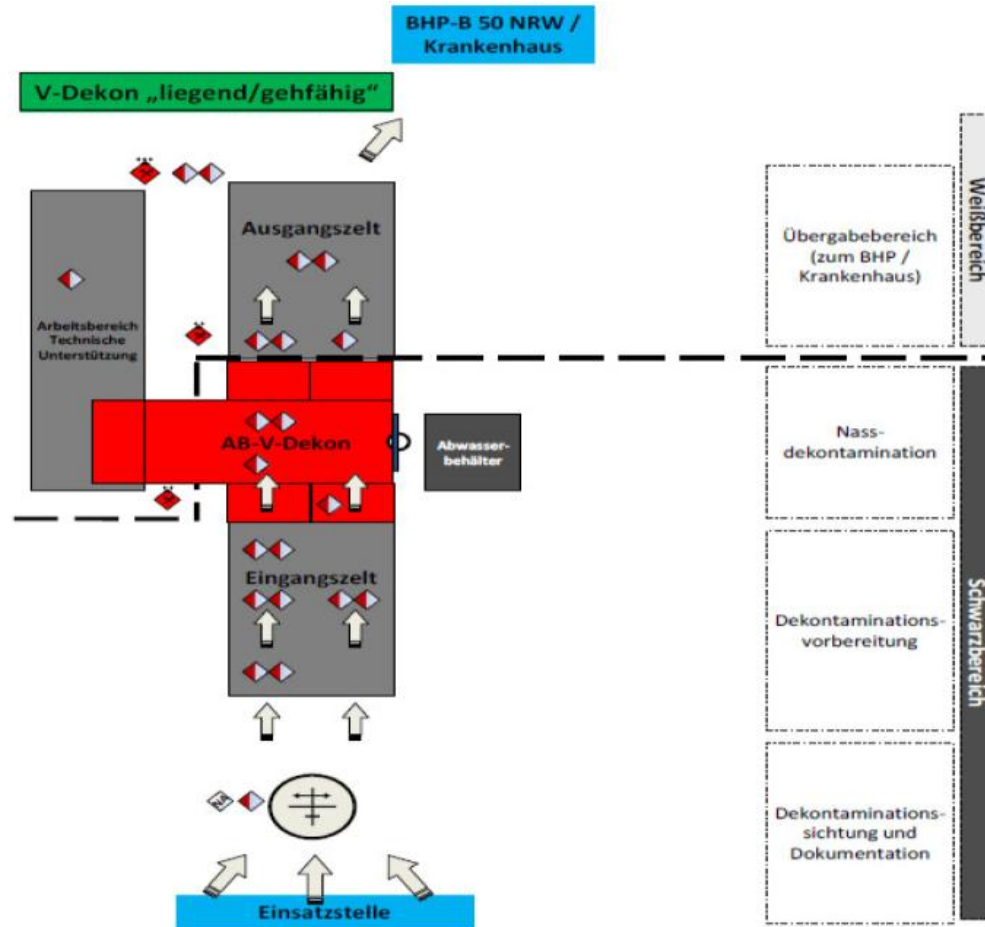 BHP-B 50 NRW /
Krankenhaus
V-Dekon „liegend/gehfähig“
Ausgangszelt
Arbeitsbereich
Technische
Unterstützung
AB-V-Dekon
Abwasser-
behälter
Eingangszelt
NA
Einsatzstelle
Übergabebereich
(zum BHP /
Krankenhaus)
Nass-
dekontamination
Dekontaminations-
vorbereitung
Dekontaminations-
sichtung und
Dokumentation
Weißbereich
Schwarzbereich